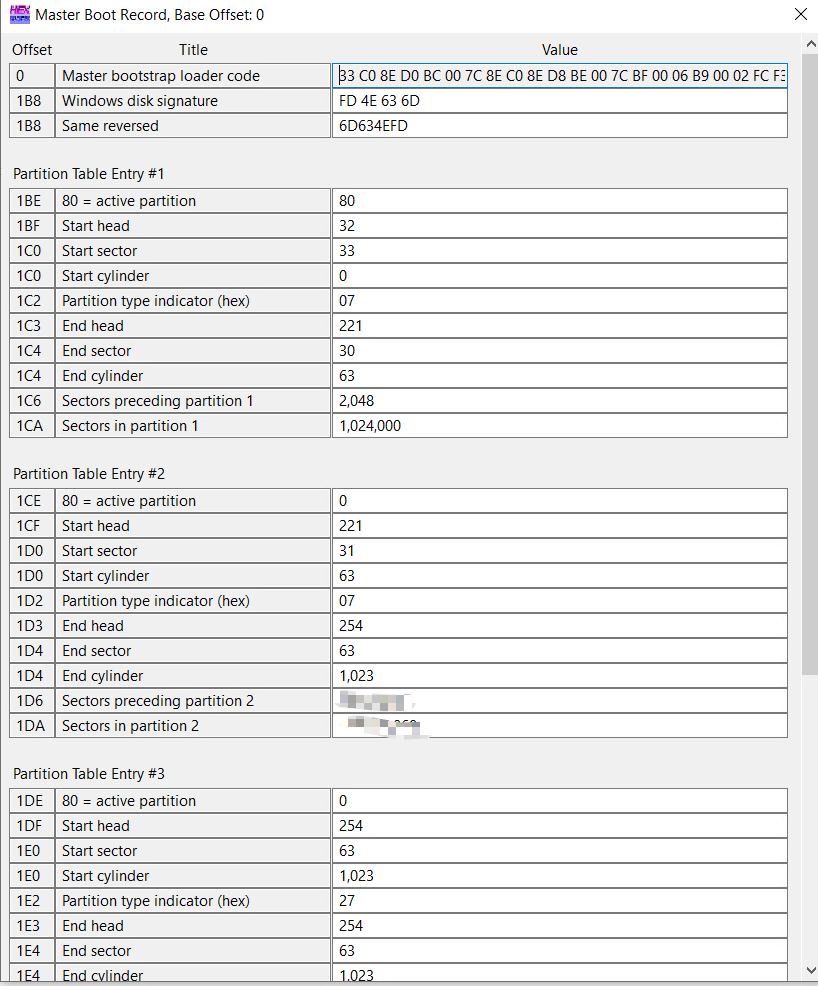 Master Boot Record, Base Offset: 0
Offset Title Value
0 Master bootstrap loader code 33 C0 8E D0 BC 00 7C 8E C0 8E D8 BE 00 7C BF 00 06 B9 00 02 FC F3
1B8 Windows disk signature FD 4E 63 6D
1B8 Same reversed 6D634EFD
Partition Table Entry #1
1BE 80 = active partition 80
1BF Start head 32
1C0 Start sector 33
1C0 Start cylinder 0
1C2 Partition type indicator (hex) 07
1C3 End head 221
1C4 End sector 30
1C4 End cylinder 63
1C6 Sectors preceding partition 1 2,048
1CA Sectors in partition 1 1,024,000
Partition Table Entry #2
1CE 80 = active partition 0
1CF Start head 221
1D0 Start sector 31
1D0 Start cylinder 63
1D2 Partition type indicator (hex) 07
1D3 End head 254
1D4 End sector 63
1D4 End cylinder 1,023
1D6 Sectors preceding partition 2
1DA Sectors in partition 2
Partition Table Entry #3
1DE 80 = active partition 0
1DF Start head 254
1E0 Start sector 63
1E0 Start cylinder 1,023
1E2 Partition type indicator (hex) 27
1E3 End head 254
1E4 End sector 63
1E4 End cylinder 1,023